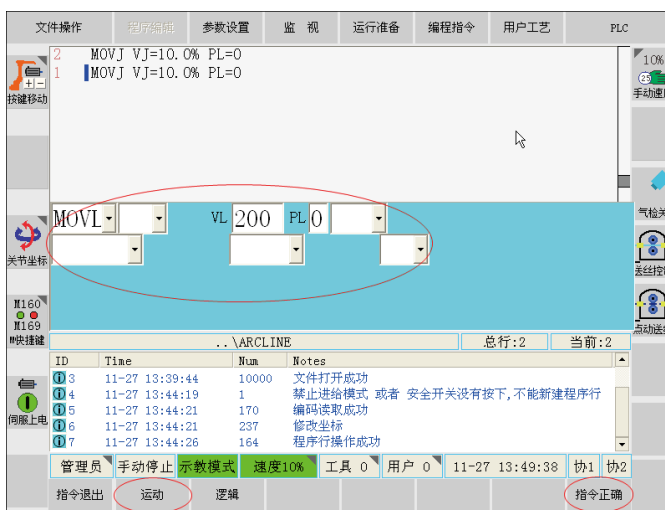 文件操作 程序编辑 参数设置 监 视 运行准备 编程指令 用户工艺 PLC
2 MOVJ VJ=10.0% PL=0
1 MOVJ VJ=10.0% PL=0
按键移动
10%
25
手动速
MOVL VL 200 PL 0
关节坐标
气检关
送丝控
M160
M169
M快捷键
点动送
..\ARCLINE 总行:2 当前:2
ID Time Num Notes
3 11-27 13:39:44 10000 文件打开成功
4 11-27 13:44:19 1 禁止进给模式 或者 安全开关没有按下,不能新建程序行
5 11-27 13:44:21 170 编码读取成功
6 11-27 13:44:21 237 修改坐标
7 11-27 13:44:26 164 程序行操作成功
伺服上电
管理员 手动停止 示教模式 速度10% 工具 0 用户 0 11-27 13:49:38 协1 协2
指令退出 运动 逻辑 指令正确